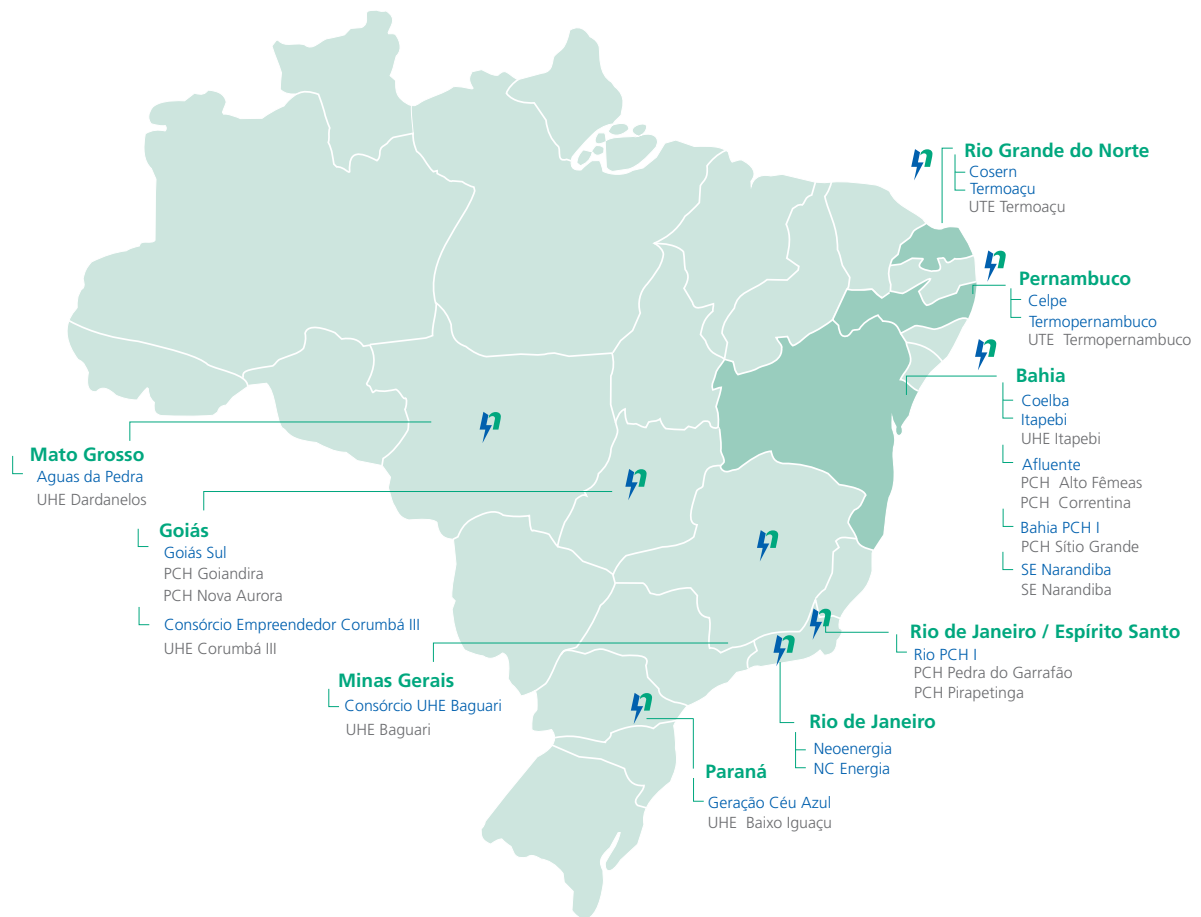 Rio Grande do Norte
Cosern
Termoaçu
UTE Termoaçu
Pernambuco
Celpe
Termopernambuco
UTE Termopernambuco
Bahia
Coelba
Itapebi
UHE Itapebi
Afluente
PCH Alto Fêmeas
PCH Correntina
Bahia PCH I
PCH Sítio Grande
SE Narandiba
SE Narandiba
Mato Grosso
Aguas da Pedra
UHE Dardanelos
Goiás
Goiás Sul
PCH Goiandira
PCH Nova Aurora
Consórcio Empreendedor Corumbá III
UHE Corumbá III
Minas Gerais
Consórcio UHE Baguari
UHE Baguari
Rio de Janeiro / Espírito Santo
Rio PCH I
PCH Pedra do Garrafão
PCH Pirapetinga
Rio de Janeiro
Neoenergia
NC Energia
Paraná
Geração Céu Azul
UHE Baixo Iguaçu